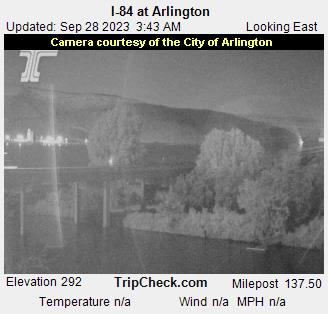 I-84 at Arlington
Updated: Sep 28 2023 3:43 AM Looking East
Camera courtesy of the City of Arlington
Elevation 292 TripCheck.com Milepost 137.50
Temperature n/a Wind n/a MPH n/a